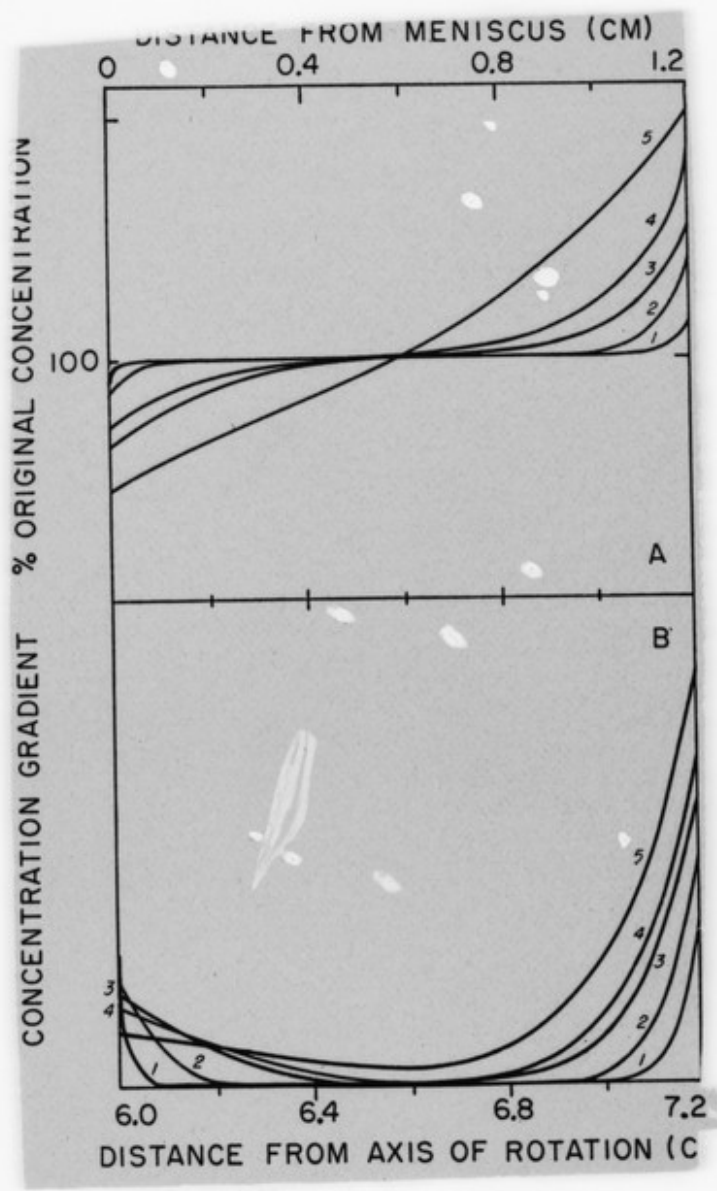 DISTANCE FROM MENISCUS (CM)
0 0.4 0.8 1.2
% ORIGINAL CONCENTRATION
100
5
4
3
2
1
A
CONCENTRATION GRADIENT
B
5
4
3
2
1
3
4
1
2
6.0 6.4 6.8 7.2
DISTANCE FROM AXIS OF ROTATION (C